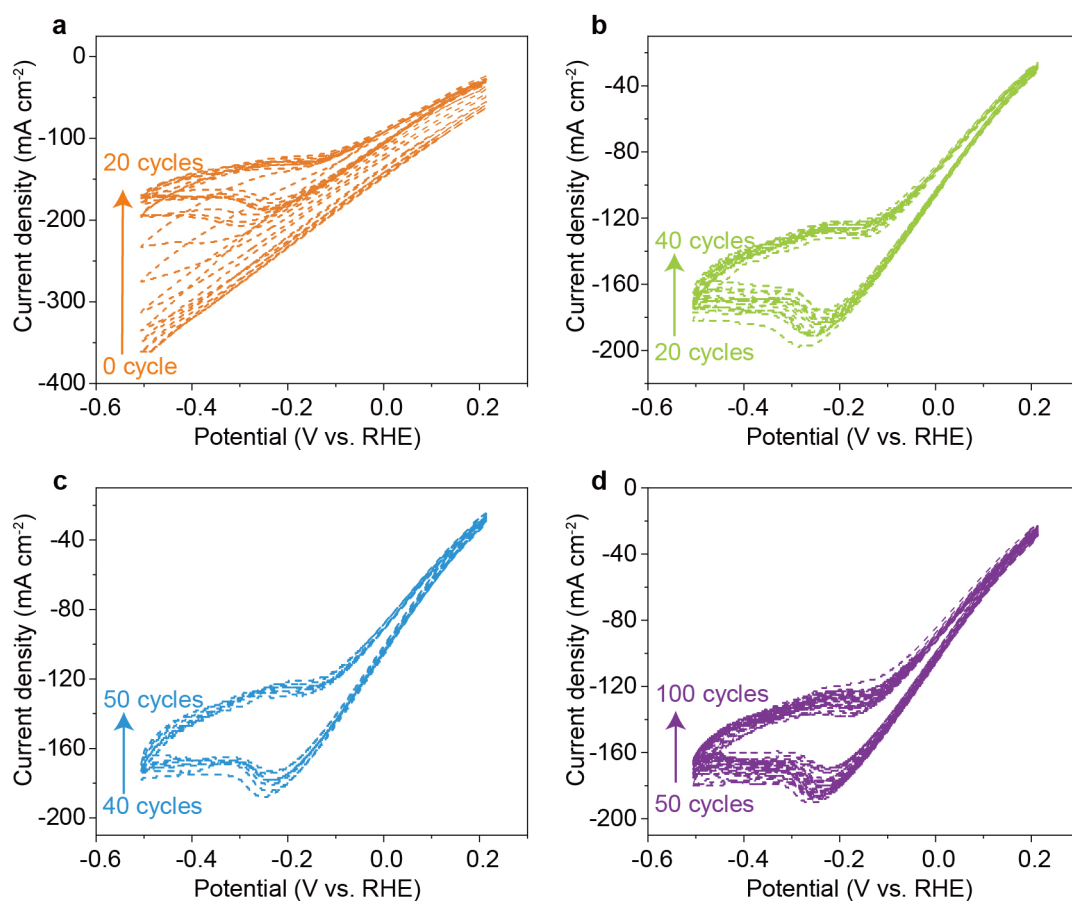 a
0
-100
-200
-300
-400
Current density (mA cm⁻²)
20 cycles
0 cycle
-0.6
-0.4
-0.2
0.0
0.2
Potential (V vs. RHE)
b
-40
-80
-120
-160
-200
Current density (mA cm⁻²)
40 cycles
20 cycles
-0.6
-0.4
-0.2
0.0
0.2
Potential (V vs. RHE)
c
-40
-80
-120
-160
-200
Current density (mA cm⁻²)
50 cycles
40 cycles
-0.6
-0.4
-0.2
0.0
0.2
Potential (V vs. RHE)
d
0
-40
-80
-120
-160
-200
Current density (mA cm⁻²)
100 cycles
50 cycles
-0.6
-0.4
-0.2
0.0
0.2
Potential (V vs. RHE)